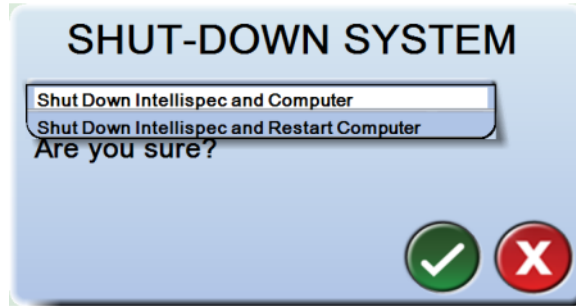 SHUT-DOWN SYSTEM
Shut Down Intellispec and Computer
Shut Down Intellispec and Restart Computer
Are you sure?